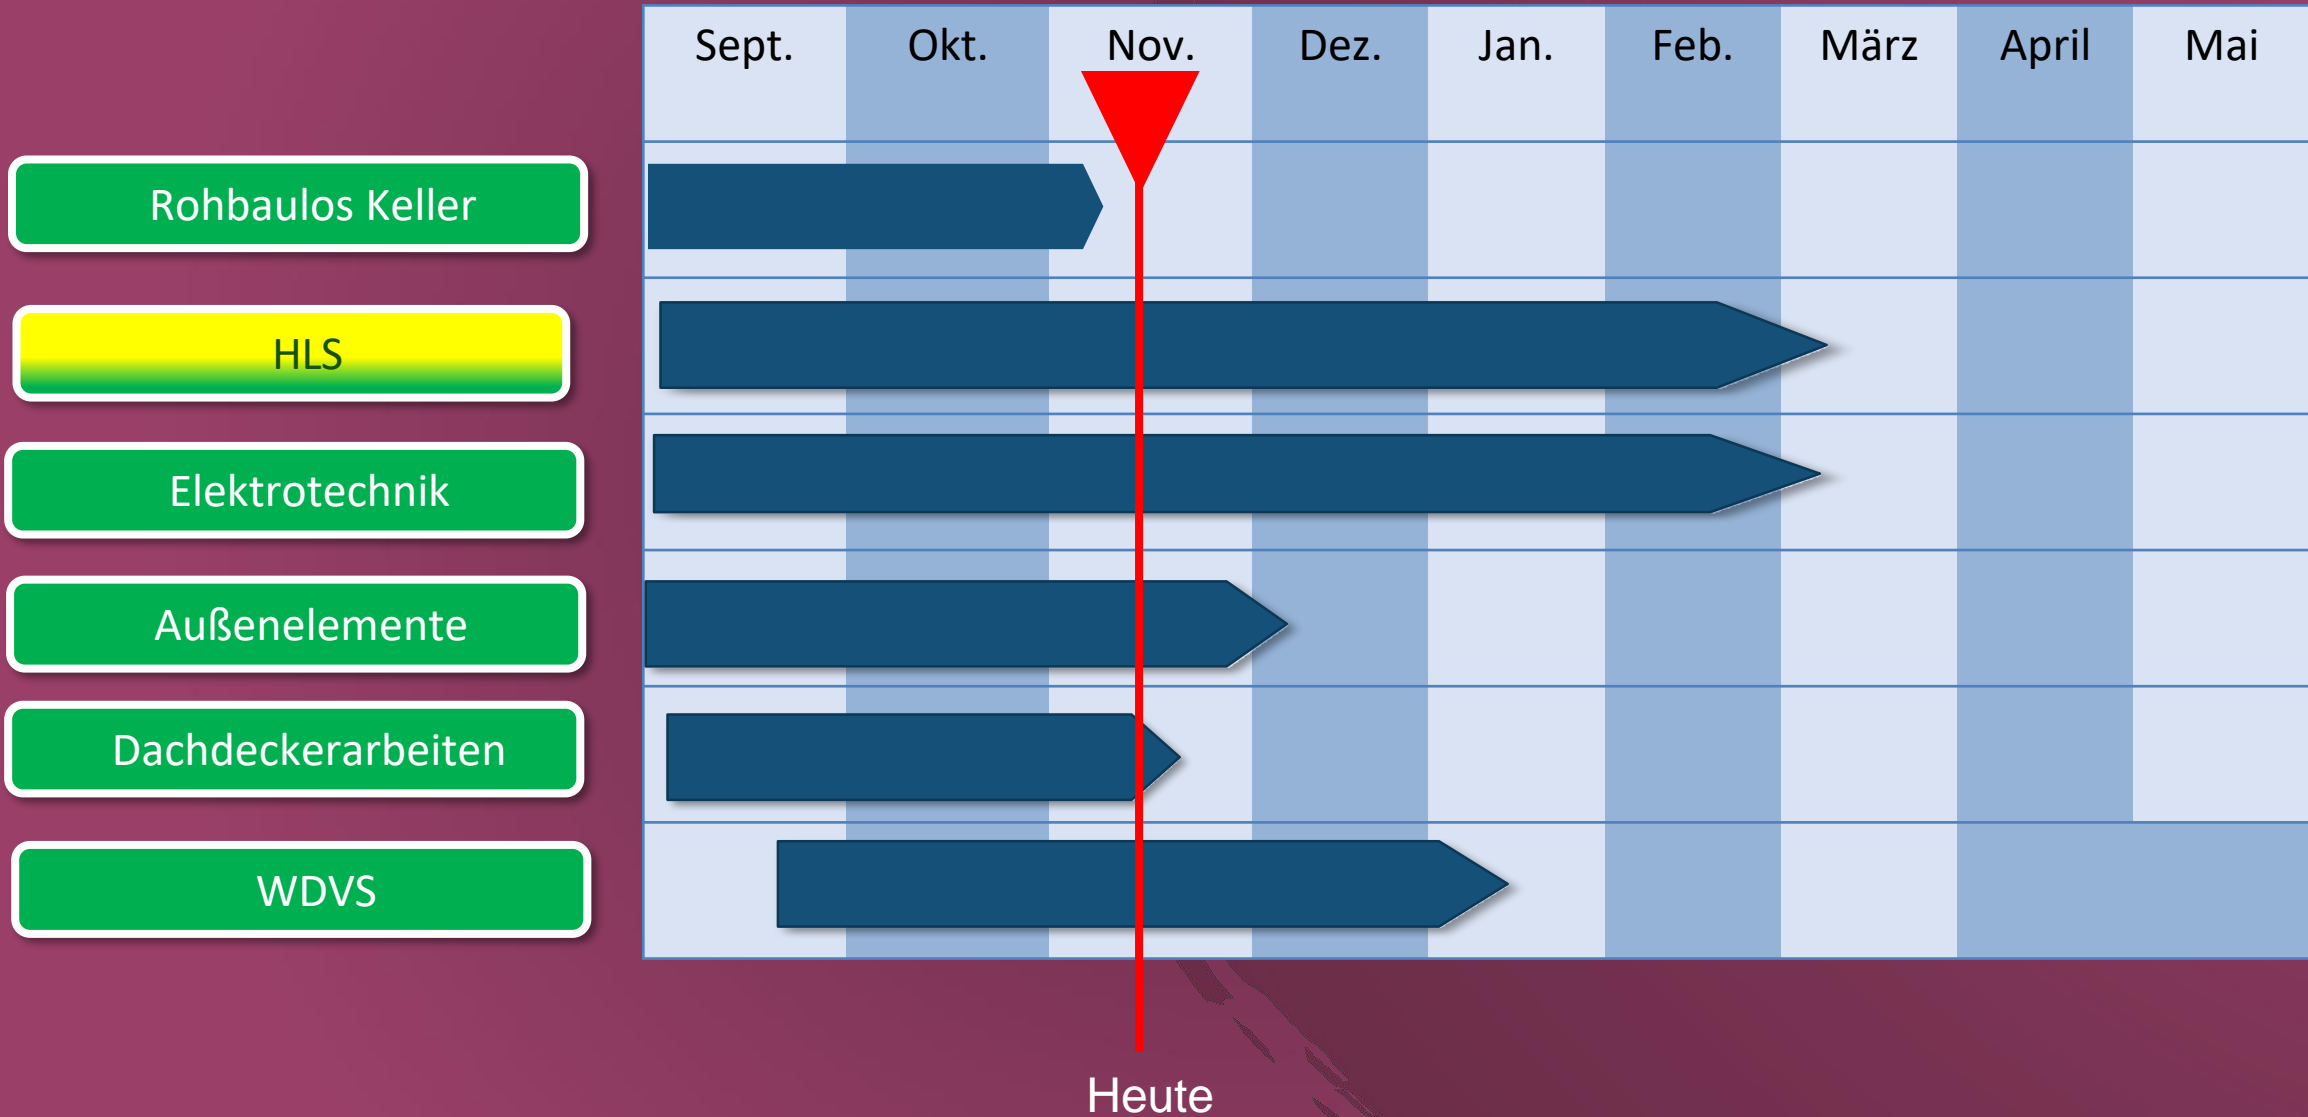 Sept. Okt. Nov. Dez. Jan. Feb. März April Mai
Rohbaulos Keller
HLS
Elektrotechnik
Außenelemente
Dachdeckerarbeiten
WDVS
Heute